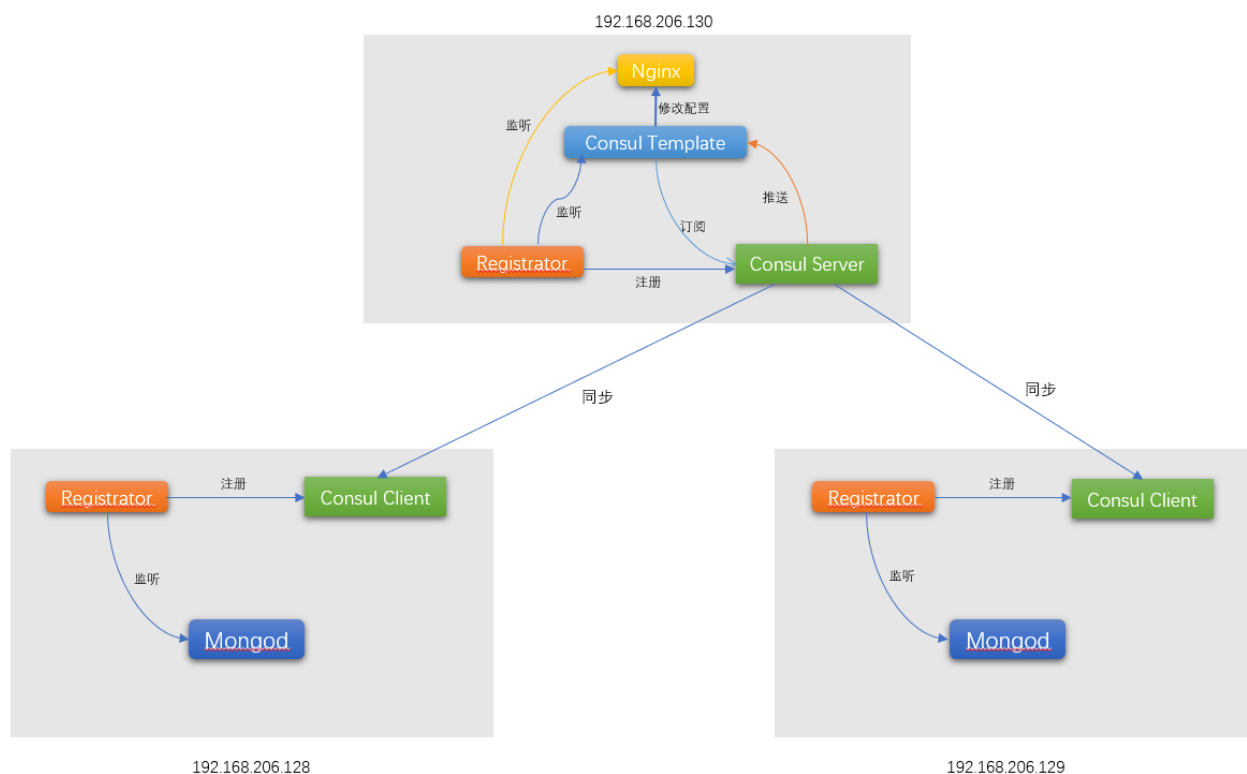 192.168.206.130
Nginx
修改配置
监听
Consul Template
监听
订阅
推送
Registrator
注册
Consul Server
同步
同步
Registrator
注册
Consul Client
监听
Mongod
192.168.206.128
Registrator
注册
Consul Client
监听
Mongod
192.168.206.129